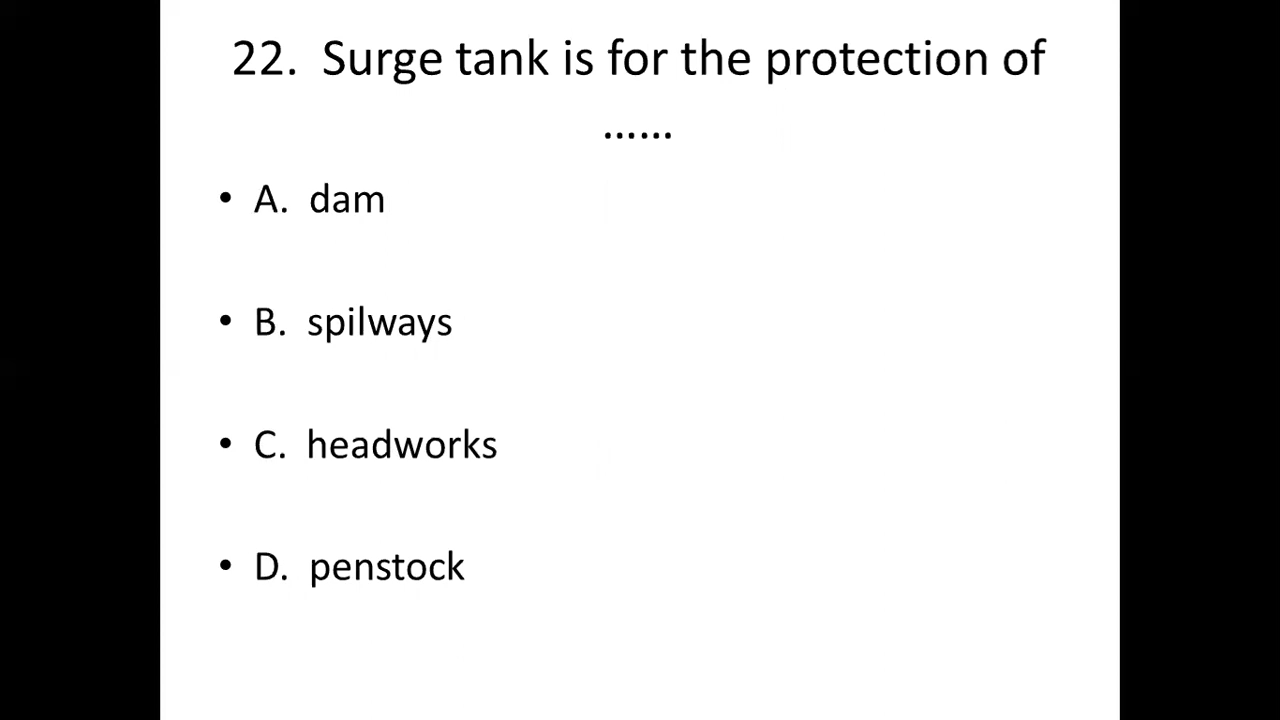 22. Surge tank is for the protection of
......
• A. dam
• B. spilways
• C. headworks
• D. penstock